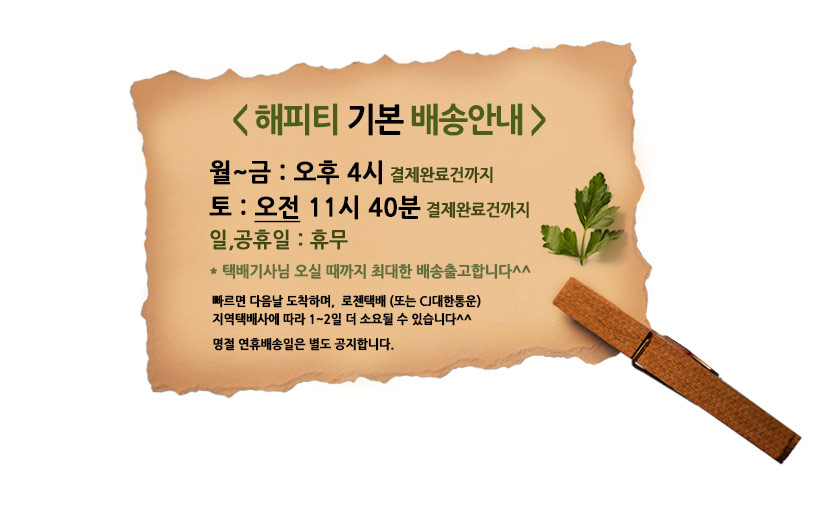 < 해피티 기본 배송안내 >
월~금 : 오후 4시 결제완료건까지
토 : 오전 11시 40분 결제완료건까지
일,공휴일 : 휴무
* 택배기사님 오실 때까지 최대한 배송출고합니다^^
빠르면 다음날 도착하며, 로젠택배 (또는 CJ대한통운)
지역택배사에 따라 1~2일 더 소요될 수 있습니다^^
명절 연휴배송일은 별도 공지합니다.